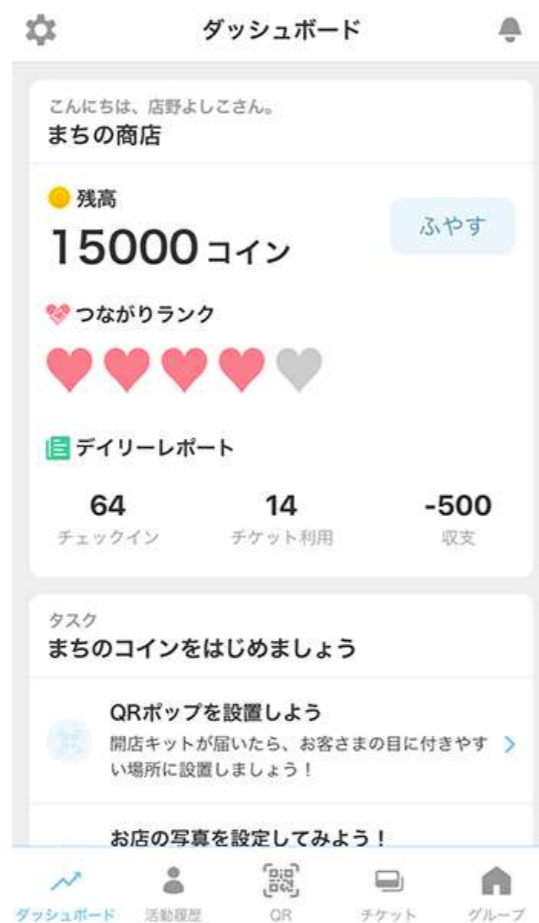 ダッシュボード
こんにちは、店野よしこさん。
まちの商店
残高
15000コイン
ふやす
つながりランク
デイリーレポート
64
14
-500
チェックイン
チケット利用
収支
タスク
まちのコインをはじめましょう
QRポップを設置しよう
開店キットが届いたら、お客さまの目に付きやす
い場所に設置しましょう！
お店の写真を設定してみよう！
ダッシュボード
活動履歴
QR
チケット
グループ